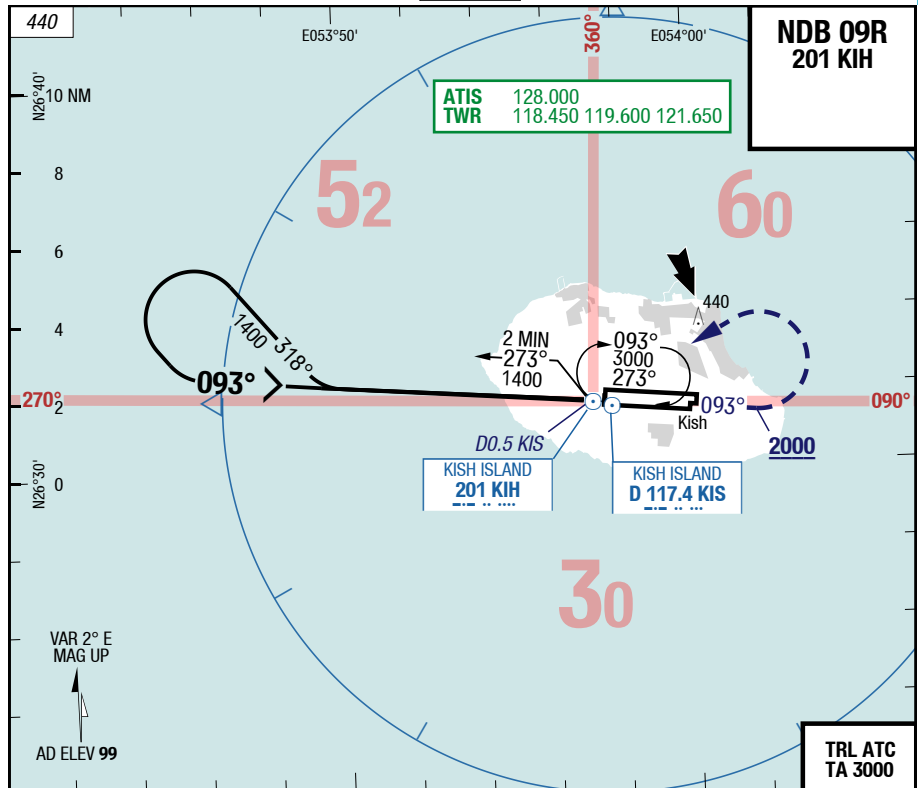 440
E053°50'
360°
E054°00'
NDB 09R
201 KIH
N26°40'
10 NM
ATIS 128.000
TWR 118.450 119.600 121.650
8
52
60
6
440
4
1400 318°
2 MIN
273°
1400
093°
3000
273°
093°
270°
2
093°
090°
Kish
D0.5 KIS
2000
KISH ISLAND
201 KIH
KISH ISLAND
D 117.4 KIS
N26°30'
0
30
VAR 2° E
MAG UP
AD ELEV 99
TRL ATC
TA 3000